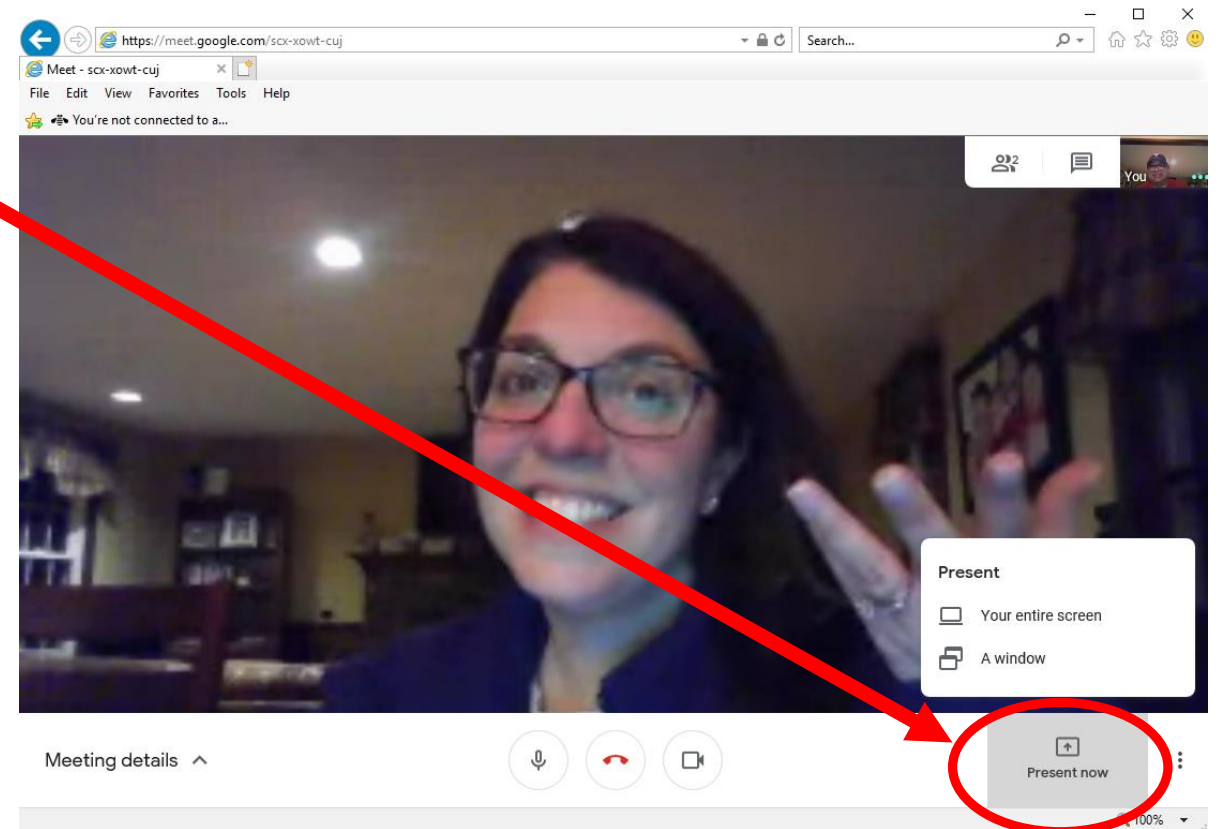 https://meet.google.com/scx-xowt-cuj
Search...
Meet - scx-xowt-cuj
File Edit View Favorites Tools Help
You're not connected to a...
2
You
Present
Your entire screen
A window
Meeting details
Present now
100%